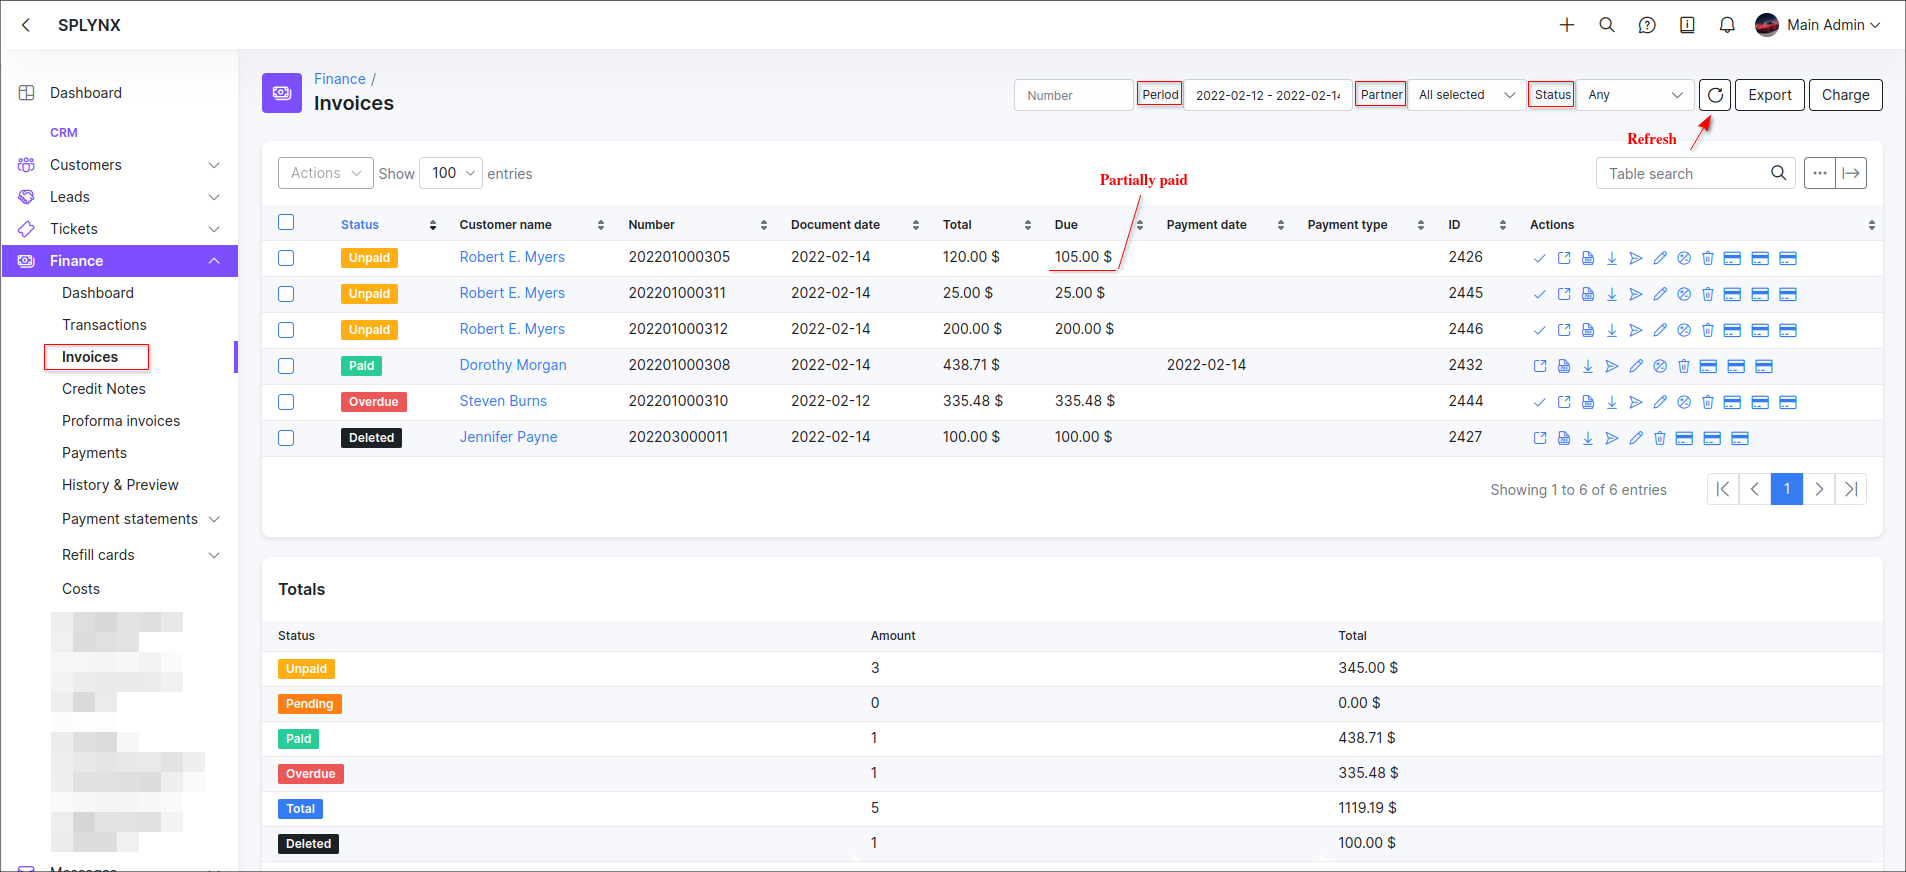 SPLYNX
Main Admin
Dashboard
CRM
Customers
Leads
Tickets
Finance
Dashboard
Transactions
Invoices
Credit Notes
Proforma invoices
Payments
History & Preview
Payment statements
Refill cards
Costs
Finance /
Invoices
Number Period 2022-02-12 - 2022-02-14 Partner All selected Status Any Export Charge
Refresh
Actions Show 100 entries Table search ...
Partially paid
Status Customer name Number Document date Total Due Payment date Payment type ID Actions
Unpaid Robert E. Myers 202201000305 2022-02-14 120.00 $ 105.00 $ 2426
Unpaid Robert E. Myers 202201000311 2022-02-14 25.00 $ 25.00 $ 2445
Unpaid Robert E. Myers 202201000312 2022-02-14 200.00 $ 200.00 $ 2446
Paid Dorothy Morgan 202201000308 2022-02-14 438.71 $ 2022-02-14 2432
Overdue Steven Burns 202201000310 2022-02-12 335.48 $ 335.48 $ 2444
Deleted Jennifer Payne 202203000011 2022-02-14 100.00 $ 100.00 $ 2427
Showing 1 to 6 of 6 entries 1
Totals
Status Amount Total
Unpaid 3 345.00 $
Pending 0 0.00 $
Paid 1 438.71 $
Overdue 1 335.48 $
Total 5 1119.19 $
Deleted 1 100.00 $